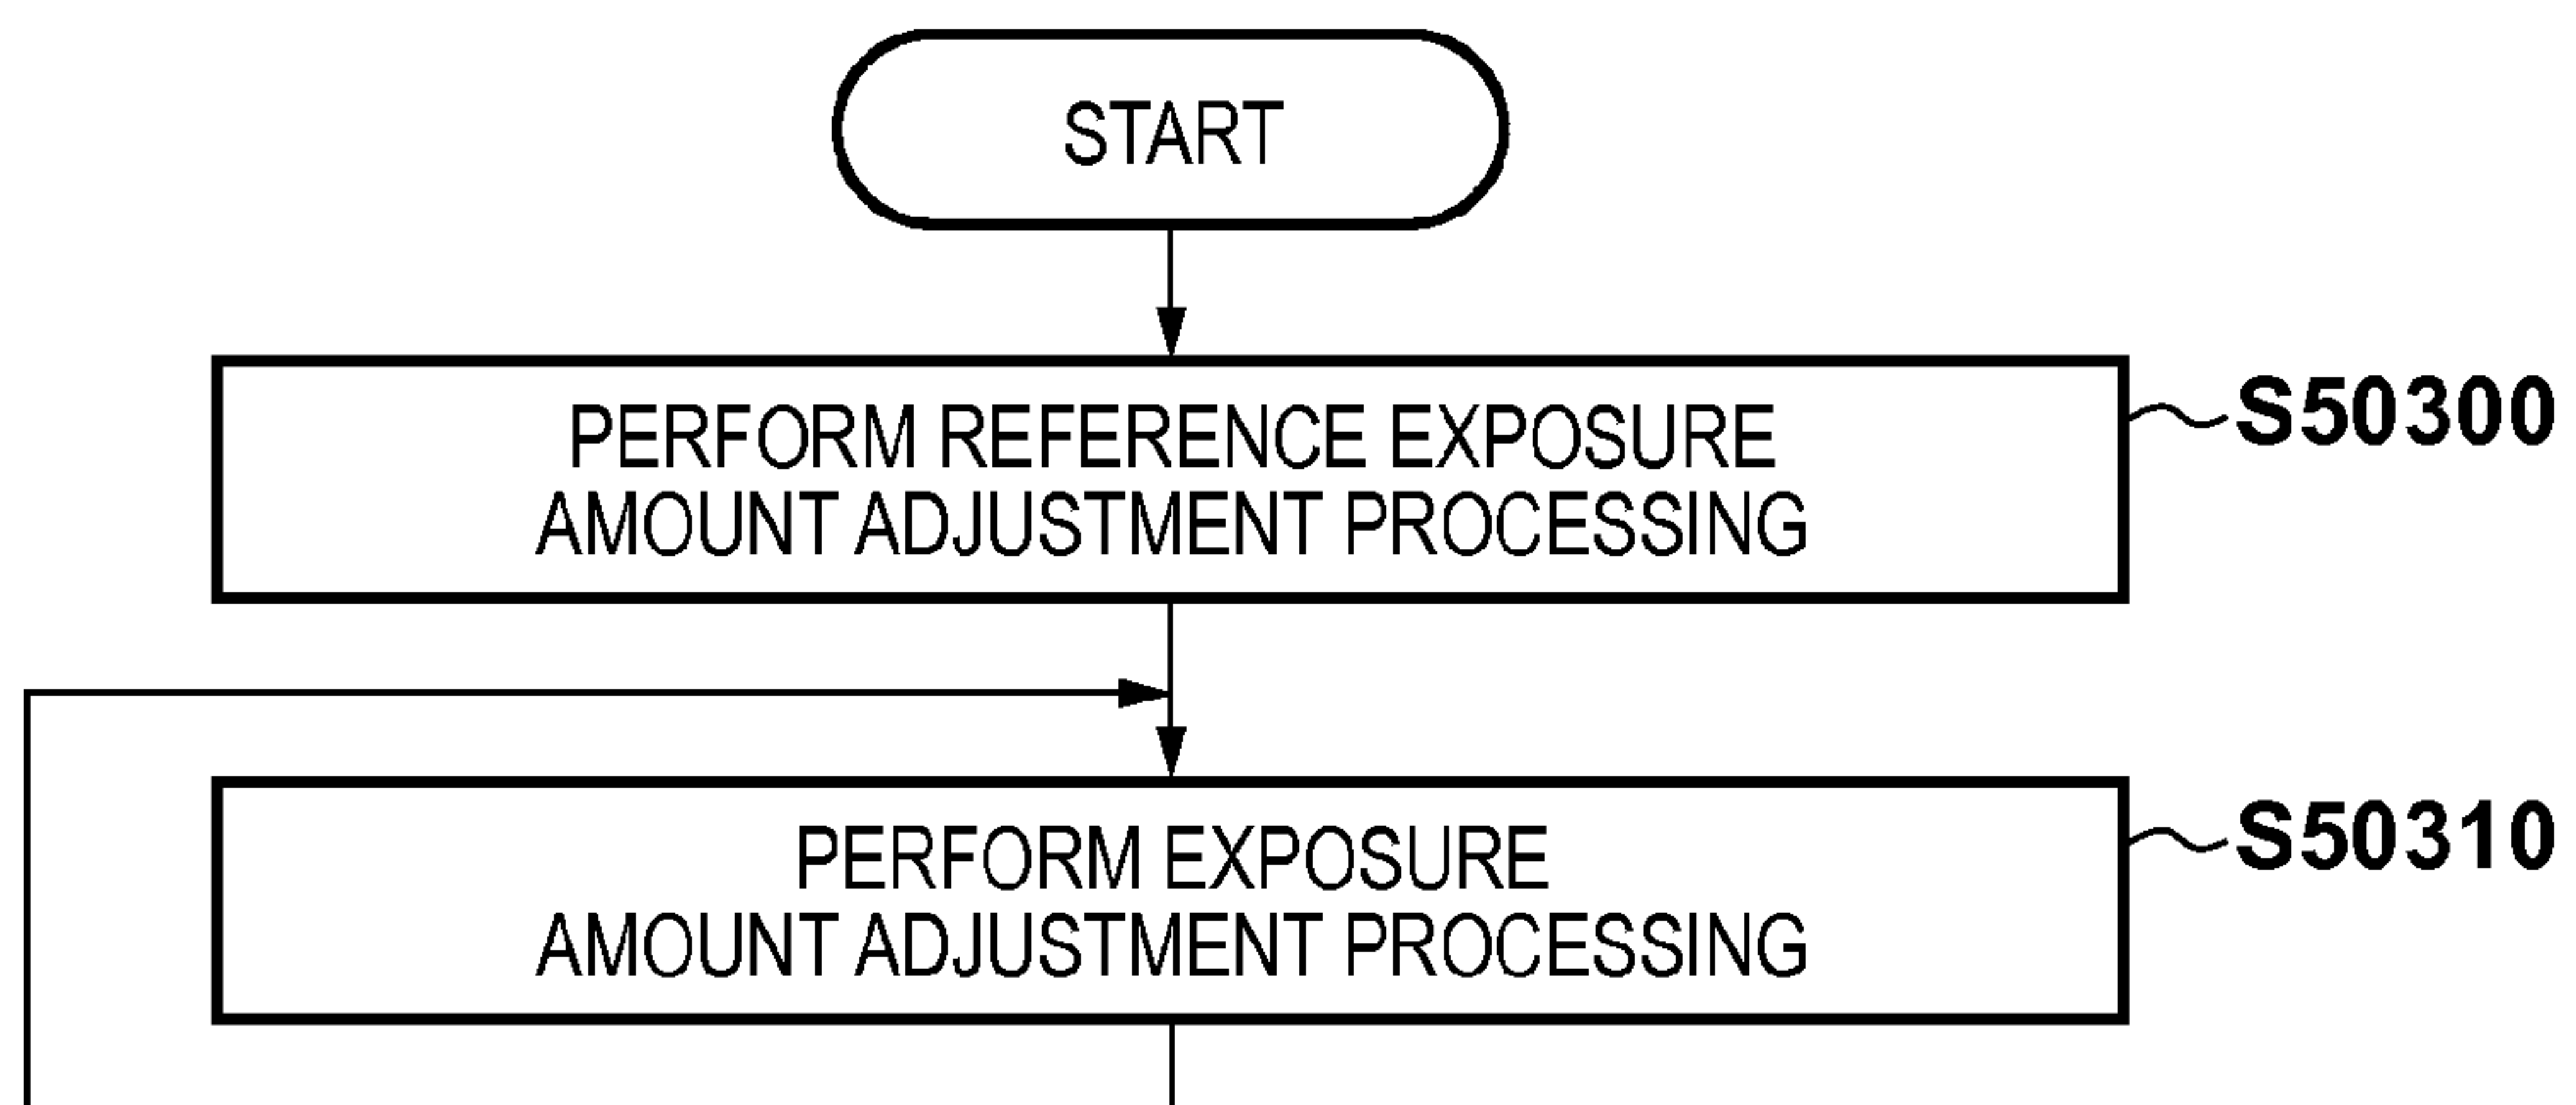 START
PERFORM REFERENCE EXPOSURE
AMOUNT ADJUSTMENT PROCESSING
S50300
PERFORM EXPOSURE
AMOUNT ADJUSTMENT PROCESSING
S50310